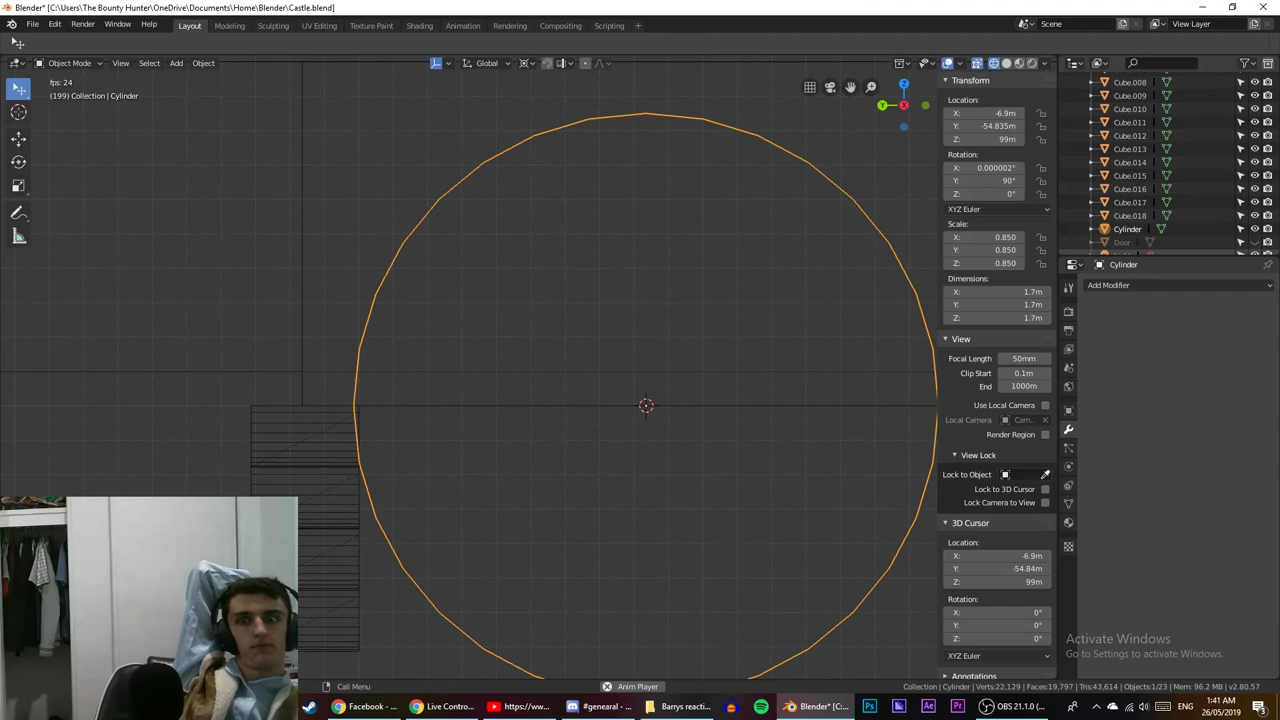 Blender* [C:\Users\The Bounty Hunter\OneDrive\Documents\Home\Blender\Castle.blend]
File Edit Render Window Help Layout Modeling Sculpting UV Editing Texture Paint Shading Animation Rendering Compositing Scripting Scene View Layer
Object Mode View Select Add Object Global
fps: 24
(199) Collection | Cylinder
Z
Y
X
Transform
Location:
X: -6.9m
Y: -54.835m
Z: 99m
Rotation:
X: 0.000002°
Y: 90°
Z: 0°
XYZ Euler
Scale:
X: 0.850
Y: 0.850
Z: 0.850
Dimensions:
X: 1.7m
Y: 1.7m
Z: 1.7m
View
Focal Length 50mm
Clip Start 0.1m
End 1000m
Use Local Camera
Local Camera Cam...
Render Region
View Lock
Lock to Object
Lock to 3D Cursor
Lock Camera to View
3D Cursor
Location:
X: -6.9m
Y: -54.84m
Z: 99m
Rotation:
X: 0°
Y: 0°
Z: 0°
XYZ Euler
Annotations
Cube.008
Cube.009
Cube.010
Cube.011
Cube.012
Cube.013
Cube.014
Cube.015
Cube.016
Cube.017
Cube.018
Cylinder
Door
Cylinder
Add Modifier
Activate Windows
Go to Settings to activate Windows.
Call Menu Anim Player Collection | Cylinder | Verts:22,129 | Faces:19,797 | Tris:43,614 | Objects:1/23 | Mem: 96.2 MB | v2.80.57
Facebook - ... Live Contro... https://ww... #genearal - ... Barrys reacti... Blender* [C:... Ps Ae Pr OBS 21.1.0 (... ENG 1:41 AM
26/05/2019